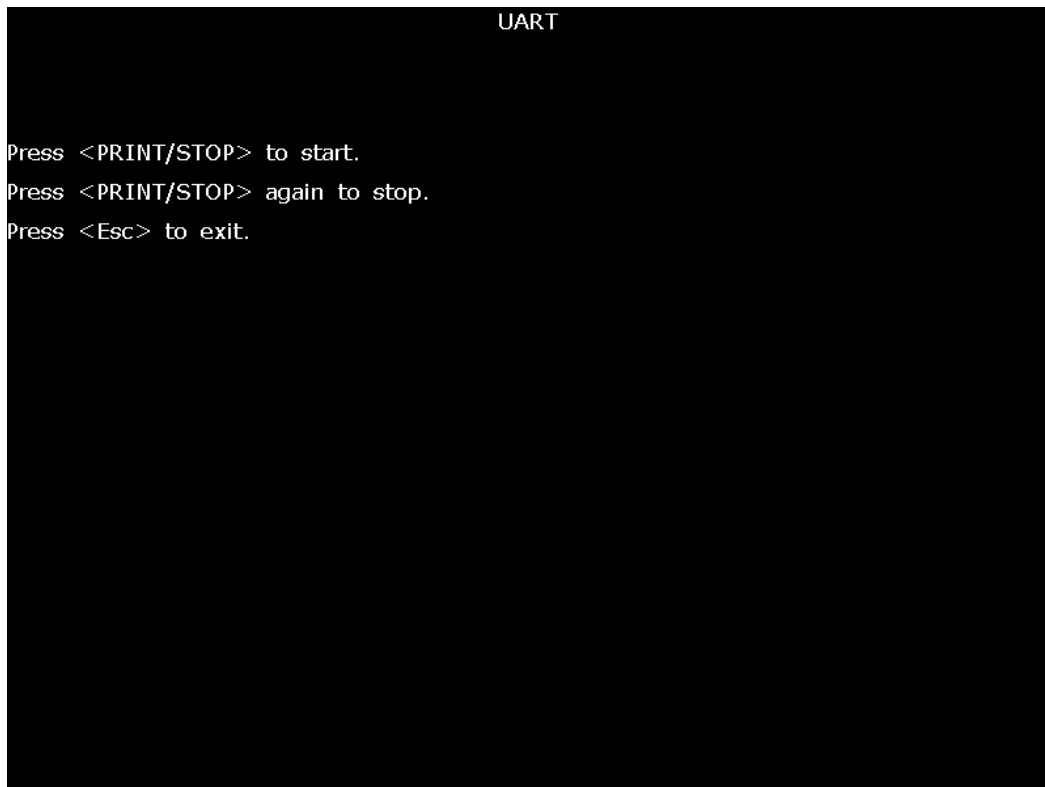 UART
Press <PRINT/STOP> to start.
Press <PRINT/STOP> again to stop.
Press <Esc> to exit.